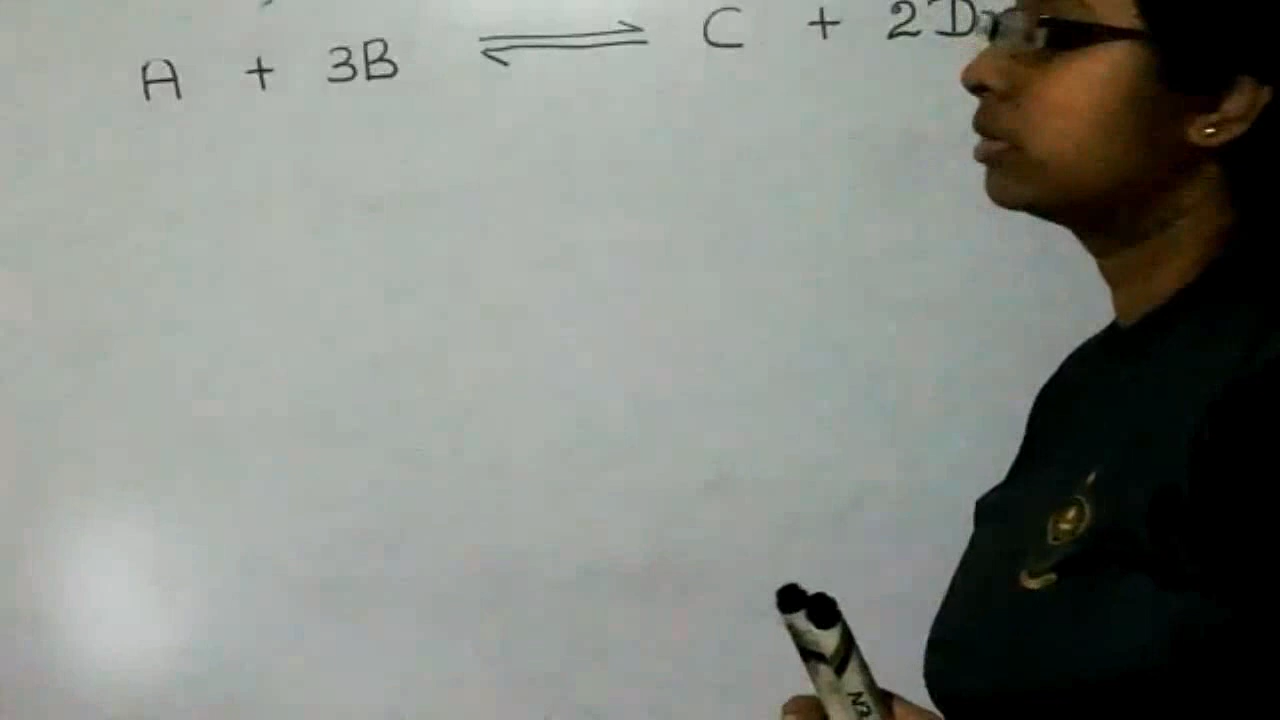 A + 3B ⇌ C + 2D